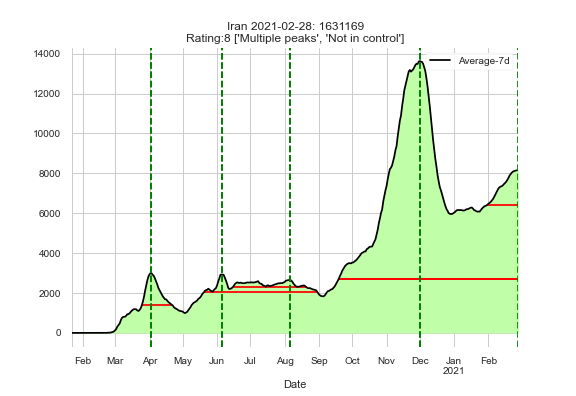 Iran 2021-02-28: 1631169
Rating:8 ['Multiple peaks', 'Not in control']
Average-7d
14000
12000
10000
8000
6000
4000
2000
0
Feb Mar Apr May Jun Jul Aug Sep Oct Nov Dec Jan Feb
2021
Date